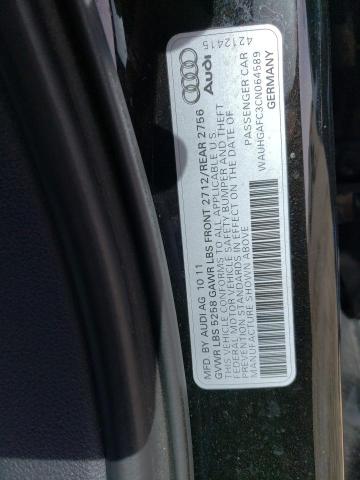 4212415
Audi
MFD BY AUDI AG 10 11
GVWR LBS 5258 GAWR LBS FRONT 2712/REAR 2756
THIS VEHICLE CONFORMS TO ALL APPLICABLE U.S.
FEDERAL MOTOR VEHICLE SAFETY BUMPER AND THEFT
PREVENTION STANDARDS IN EFFECT ON THE DATE OF
MANUFACTURE SHOWN ABOVE
PASSENGER CAR
WAUHGAFC3CN064589
GERMANY